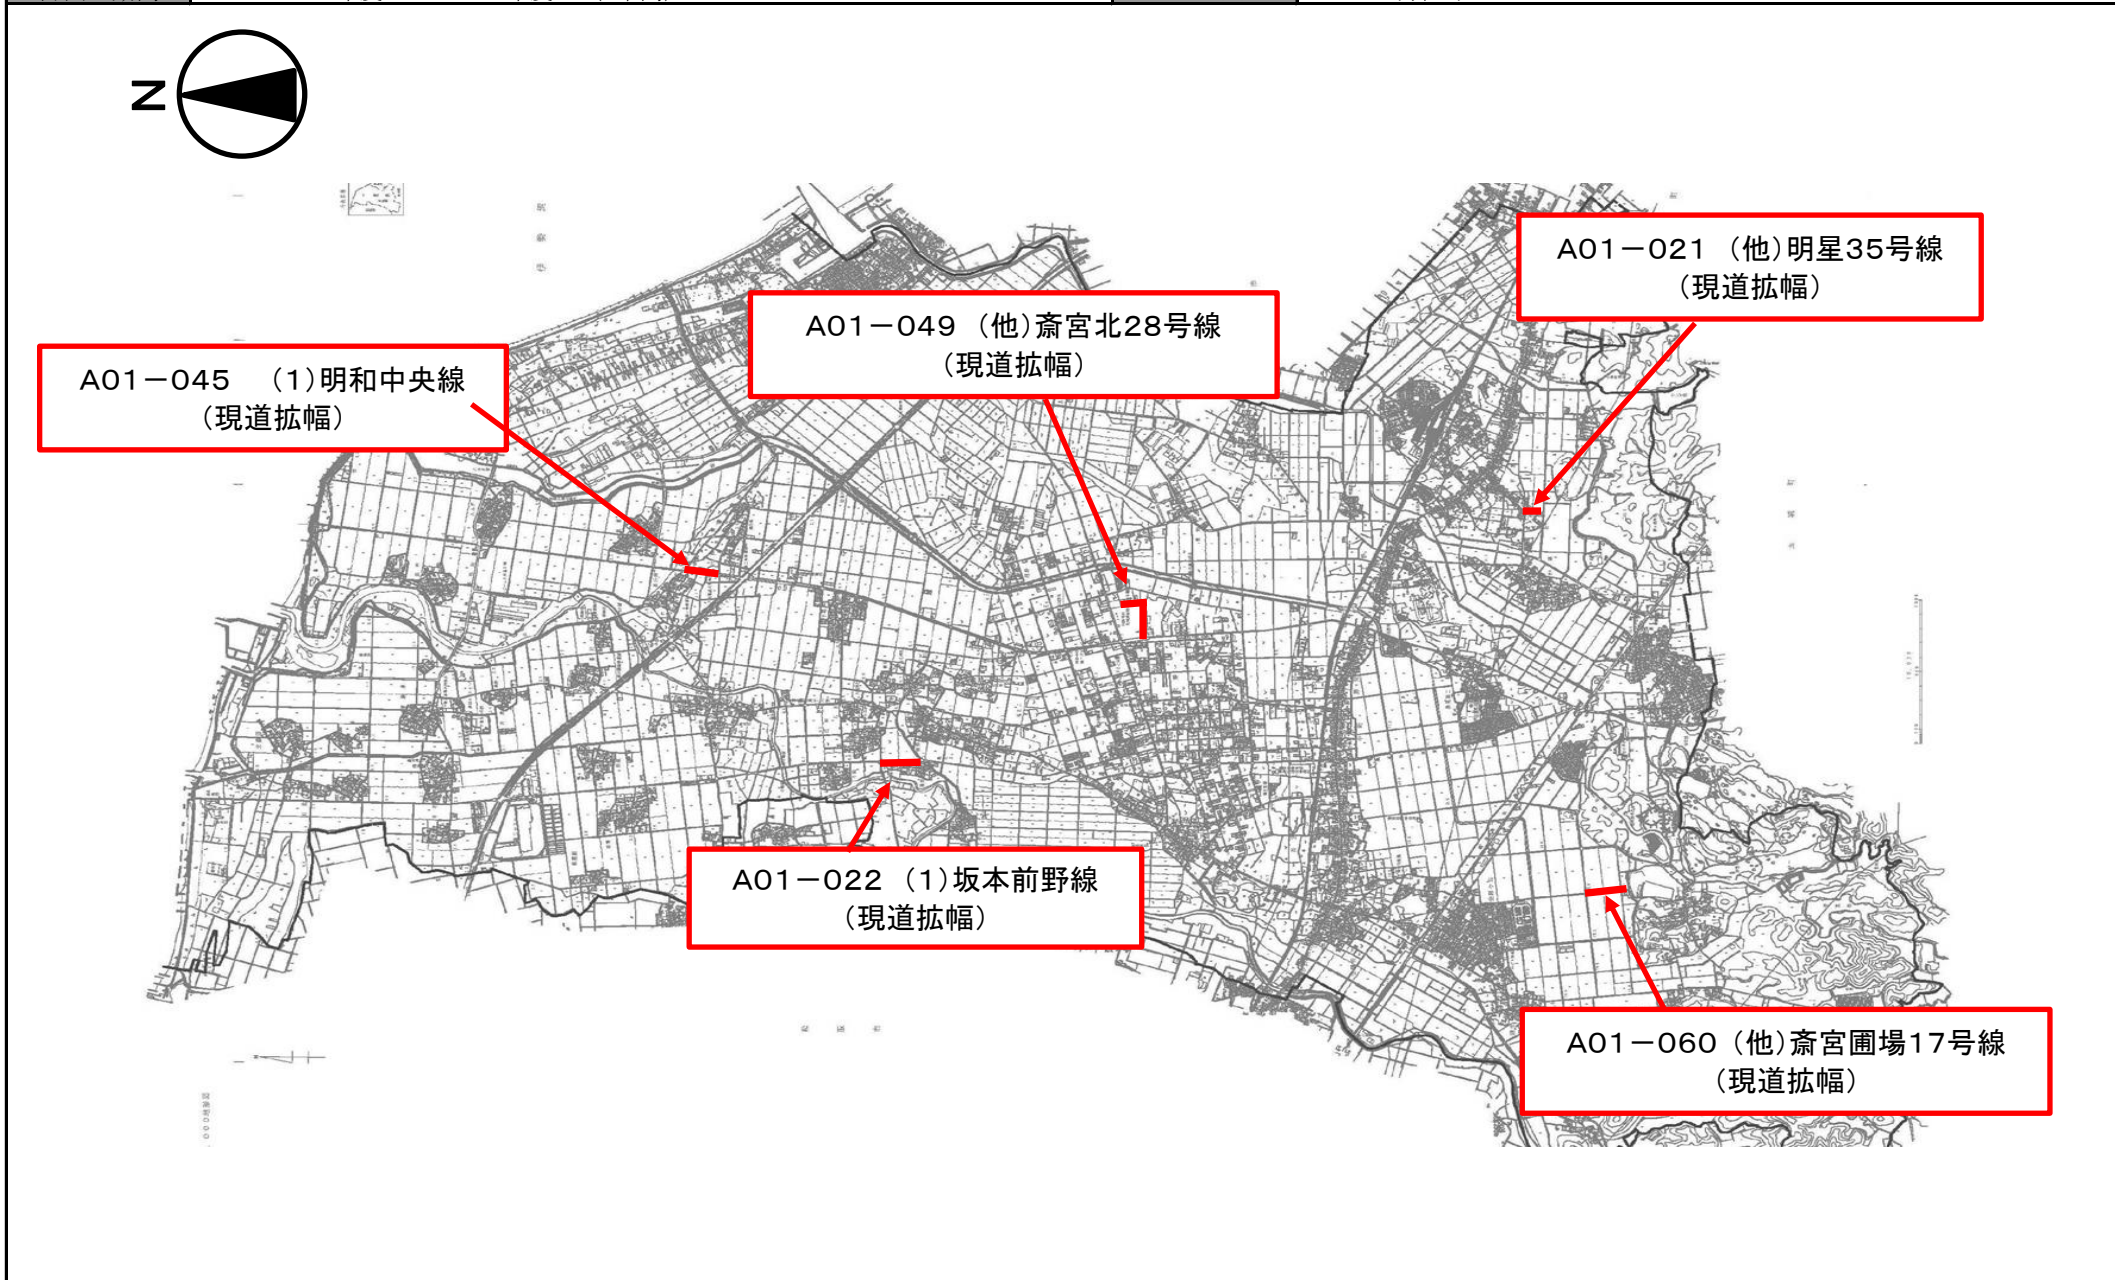 N
A01－021 （他）明星35号線
（現道拡幅）
A01－049 （他）斎宮北28号線
（現道拡幅）
A01－045 （1）明和中央線
（現道拡幅）
A01－022 （1）坂本前野線
（現道拡幅）
A01－060 （他）斎宮圃場17号線
（現道拡幅）